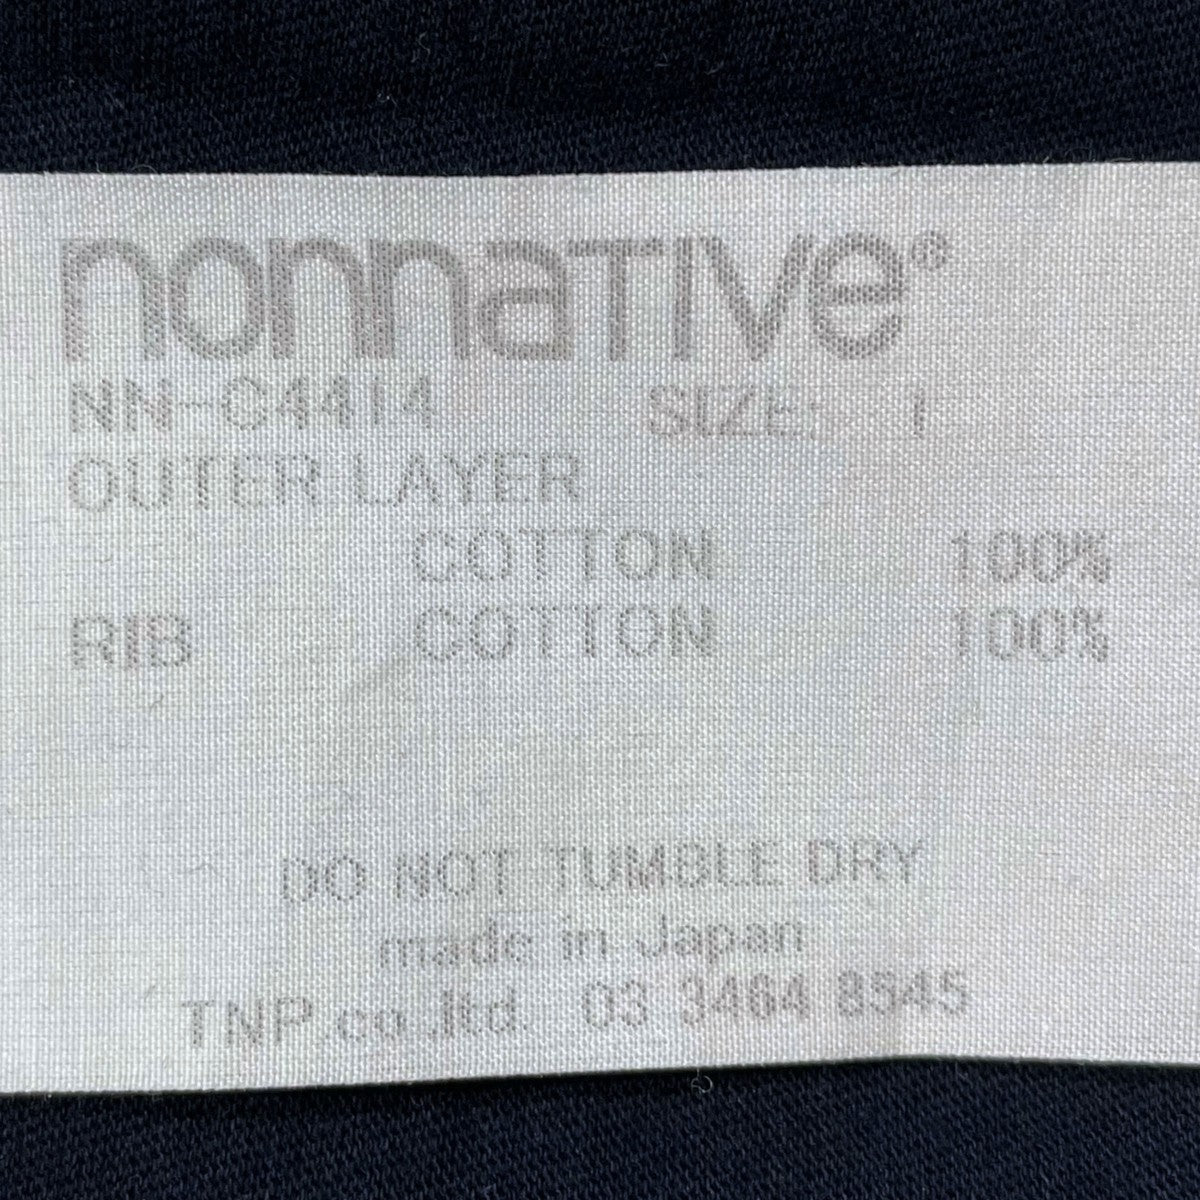 nonnative®
NN-C4414 SIZE: 1
OUTER LAYER
COTTON 100%
RIB COTTON 100%
DO NOT TUMBLE DRY
made in Japan
TNP.co.,ltd. 03 3464 8545